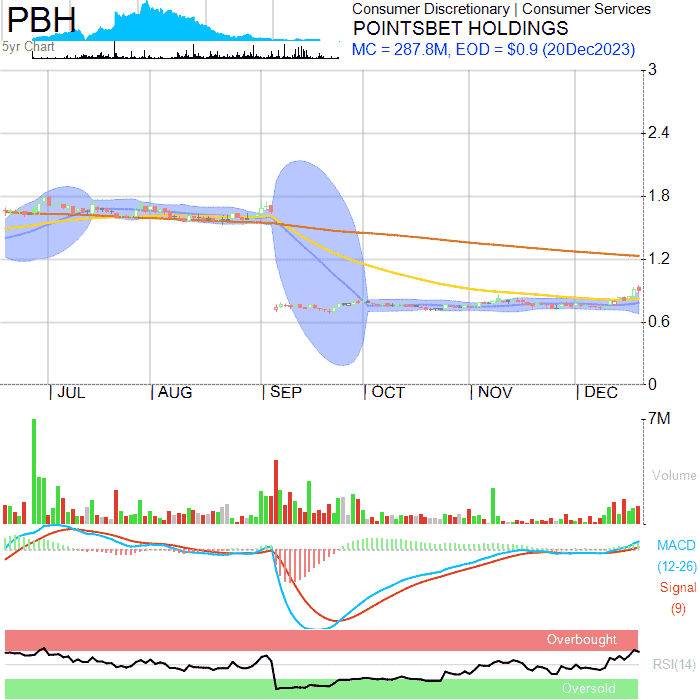 PBH
5yr Chart
Consumer Discretionary | Consumer Services
POINTSBET HOLDINGS
MC = 287.8M, EOD = $0.9 (20Dec2023)
3
2.4
1.8
1.2
0.6
0
JUL AUG SEP OCT NOV DEC
7M
Volume
MACD
(12-26)
Signal
(9)
Overbought
RSI(14)
Oversold